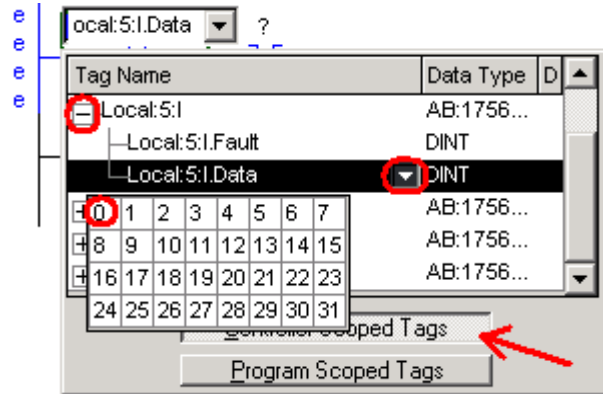 e
e
e
e
ocal:5:I.Data ?
Tag Name Data Type D
Local:5:I AB:1756...
Local:5:I.Fault DINT
Local:5:I.Data DINT
0 1 2 3 4 5 6 7 AB:1756...
8 9 10 11 12 13 14 15 AB:1756...
16 17 18 19 20 21 22 23 AB:1756...
24 25 26 27 28 29 30 31
Controller Scoped Tags
Program Scoped Tags